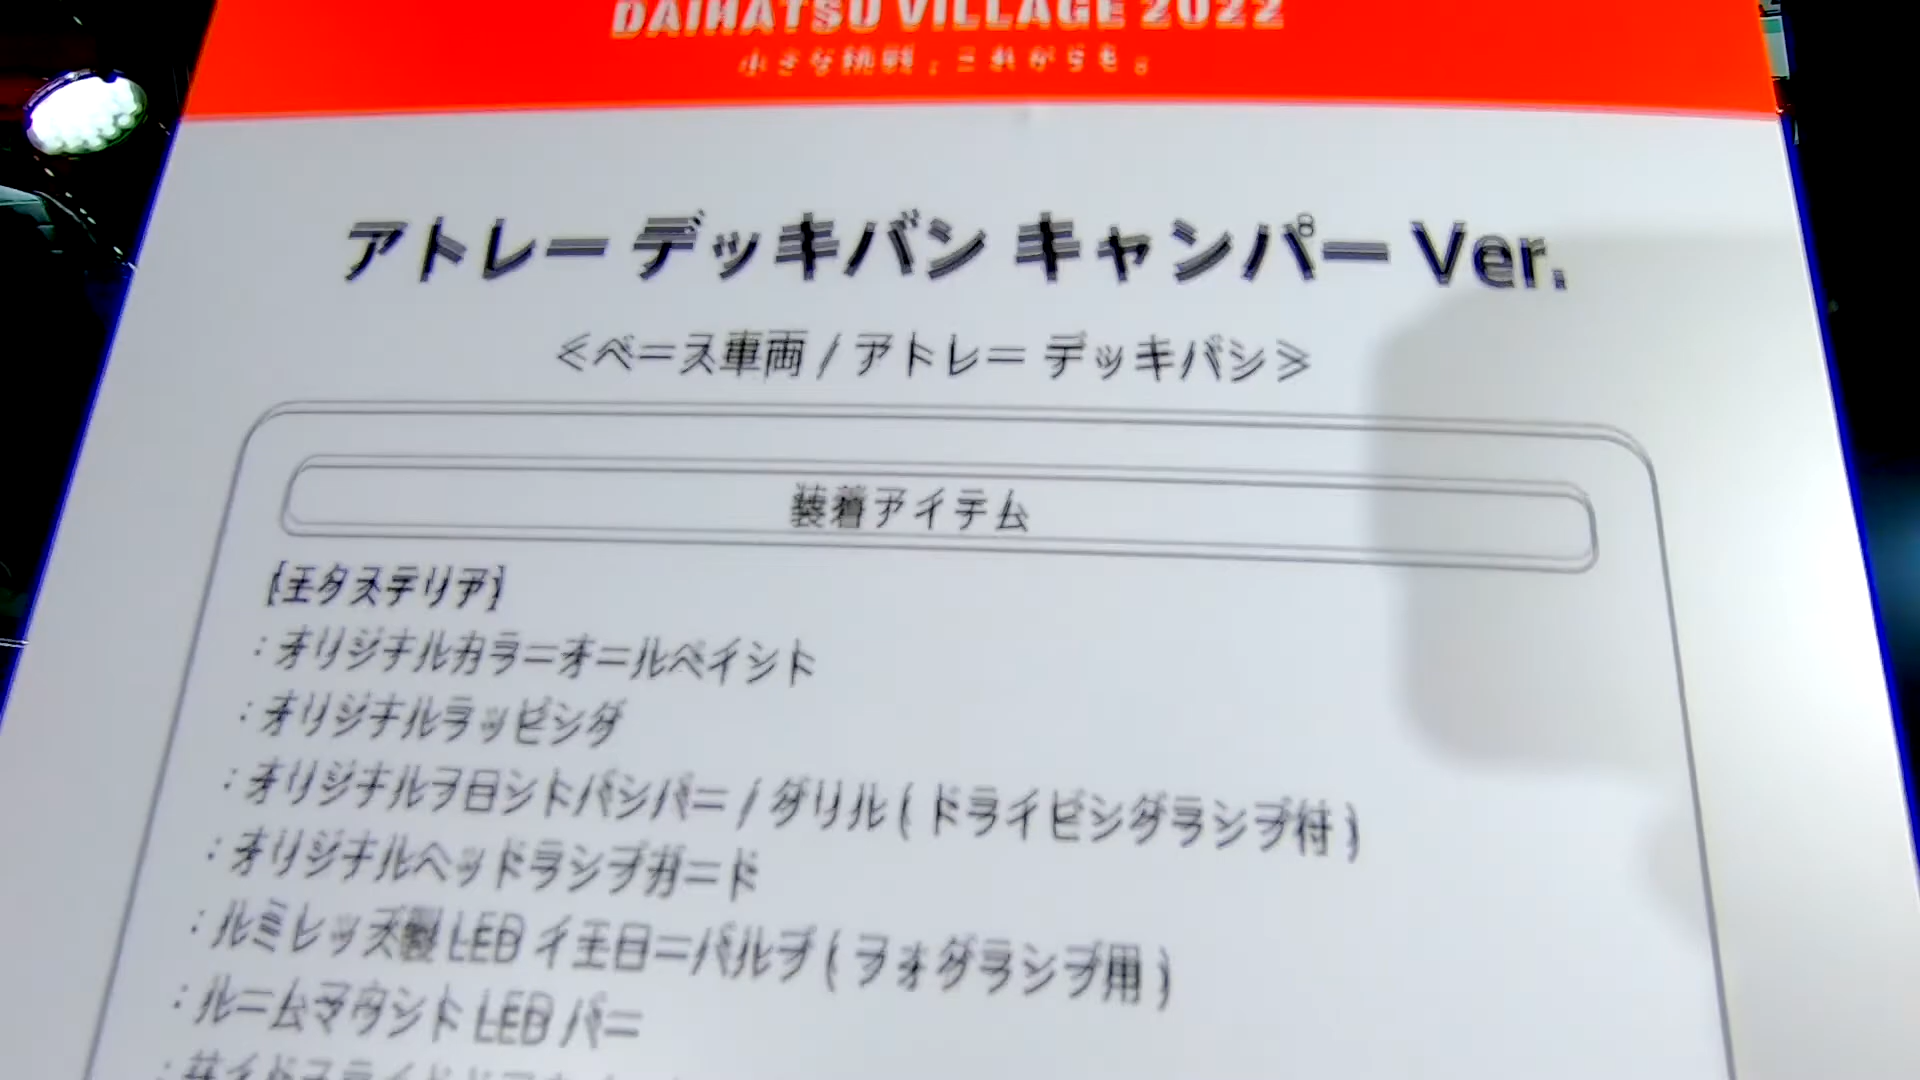 DAIHATSU VILLAGE 2022
小さな挑戦、これからも。
アトレー デッキバン キャンパー Ver.
＜ベース車両 / アトレー デッキバン＞
装着アイテム
[エクステリア]
：オリジナルカラーオールペイント
：オリジナルラッピング
：オリジナルフロントバンパー / グリル ( ドライビングランプ付 )
：オリジナルヘッドランプガード
：ルミレッズ製 LED イエローバルブ ( フォグランプ用 )
：ルームマウント LED バー